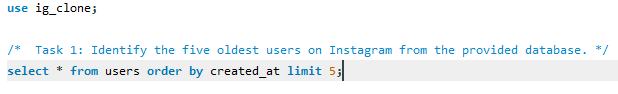 use ig_clone;
/*  Task 1: Identify the five oldest users on Instagram from the provided database. */
select * from users order by created_at limit 5;